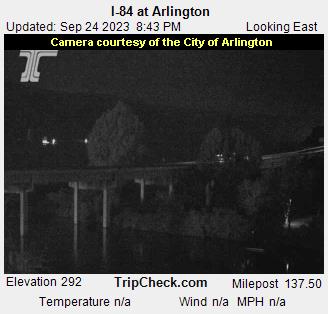 I-84 at Arlington
Updated: Sep 24 2023 8:43 PM Looking East
Camera courtesy of the City of Arlington
Elevation 292 TripCheck.com Milepost 137.50
Temperature n/a Wind n/a MPH n/a